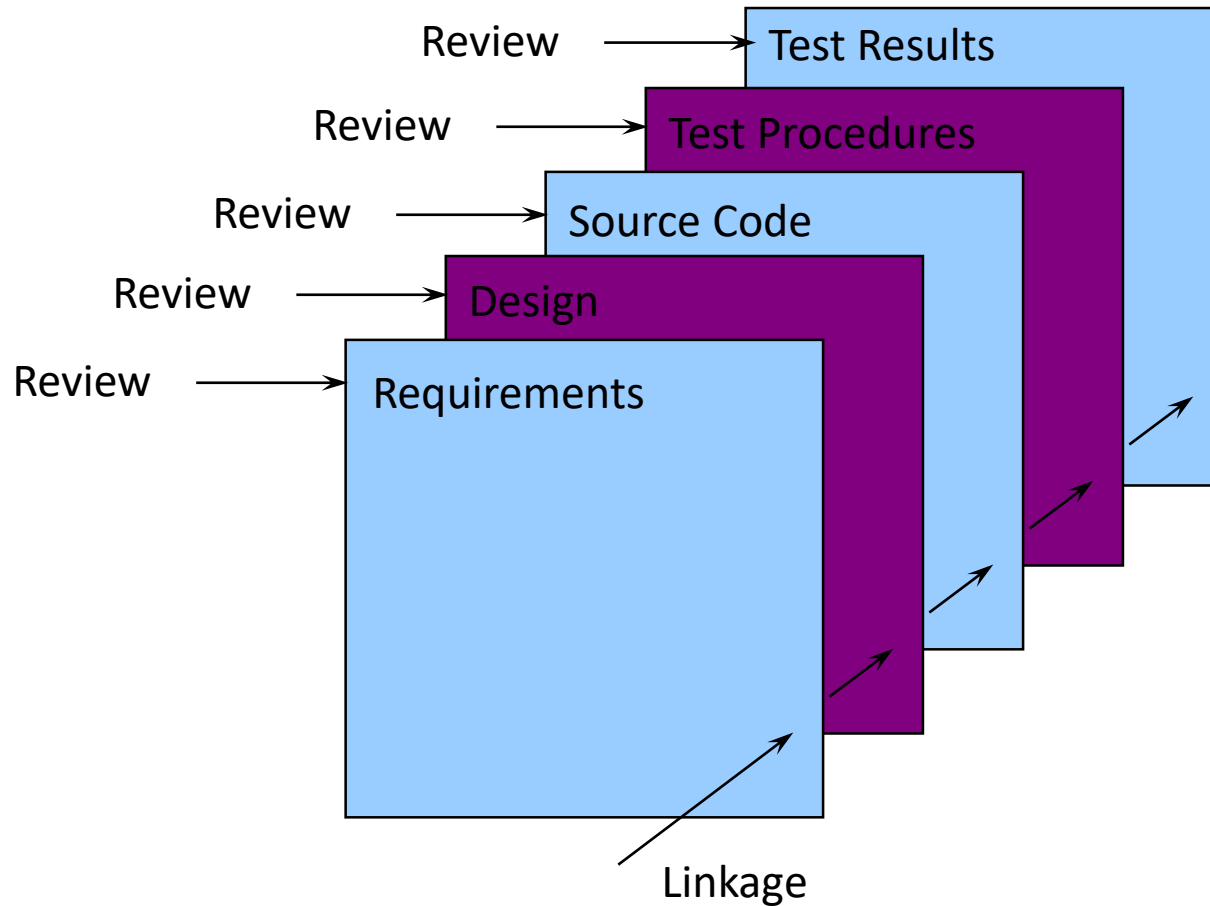 Review
Test Results
Review
Test Procedures
Review
Source Code
Review
Design
Review
Requirements
Linkage